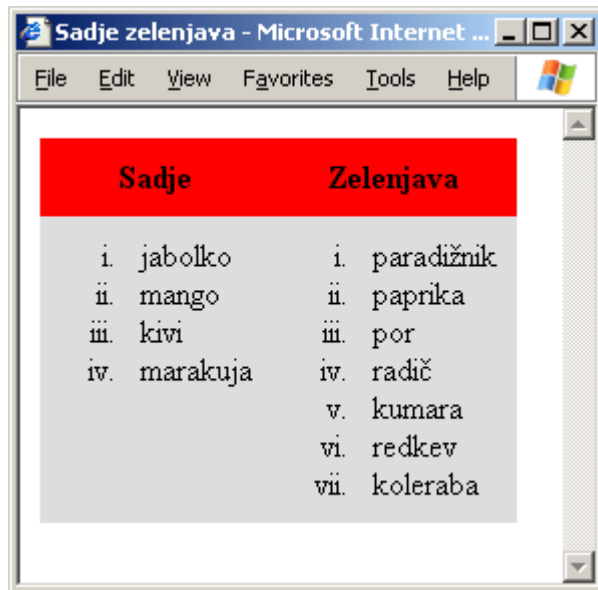 Sadje zelenjava - Microsoft Internet ...
File Edit View Favorites Tools Help
Sadje Zelenjava
i. jabolko i. paradižnik
ii. mango ii. paprika
iii. kivi iii. por
iv. marakuja iv. radič
v. kumara
vi. redkev
vii. koleraba